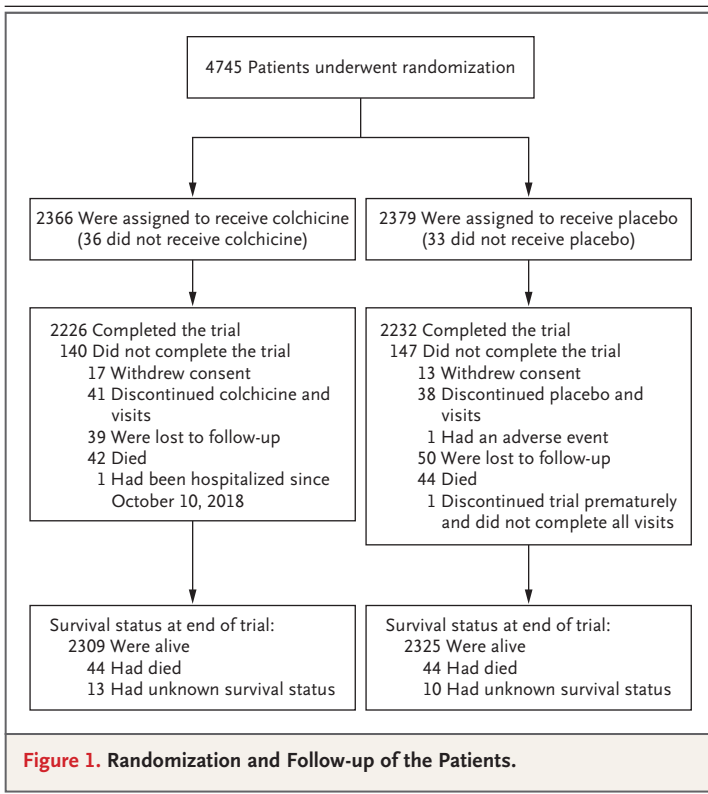 4745 Patients underwent randomization
2366 Were assigned to receive colchicine
(36 did not receive colchicine)
2379 Were assigned to receive placebo
(33 did not receive placebo)
2226 Completed the trial
140 Did not complete the trial
17 Withdrew consent
41 Discontinued colchicine and
visits
39 Were lost to follow-up
42 Died
1 Had been hospitalized since
October 10, 2018
2232 Completed the trial
147 Did not complete the trial
13 Withdrew consent
38 Discontinued placebo and
visits
1 Had an adverse event
50 Were lost to follow-up
44 Died
1 Discontinued trial prematurely
and did not complete all visits
Survival status at end of trial:
2309 Were alive
44 Had died
13 Had unknown survival status
Survival status at end of trial:
2325 Were alive
44 Had died
10 Had unknown survival status
Figure 1. Randomization and Follow-up of the Patients.